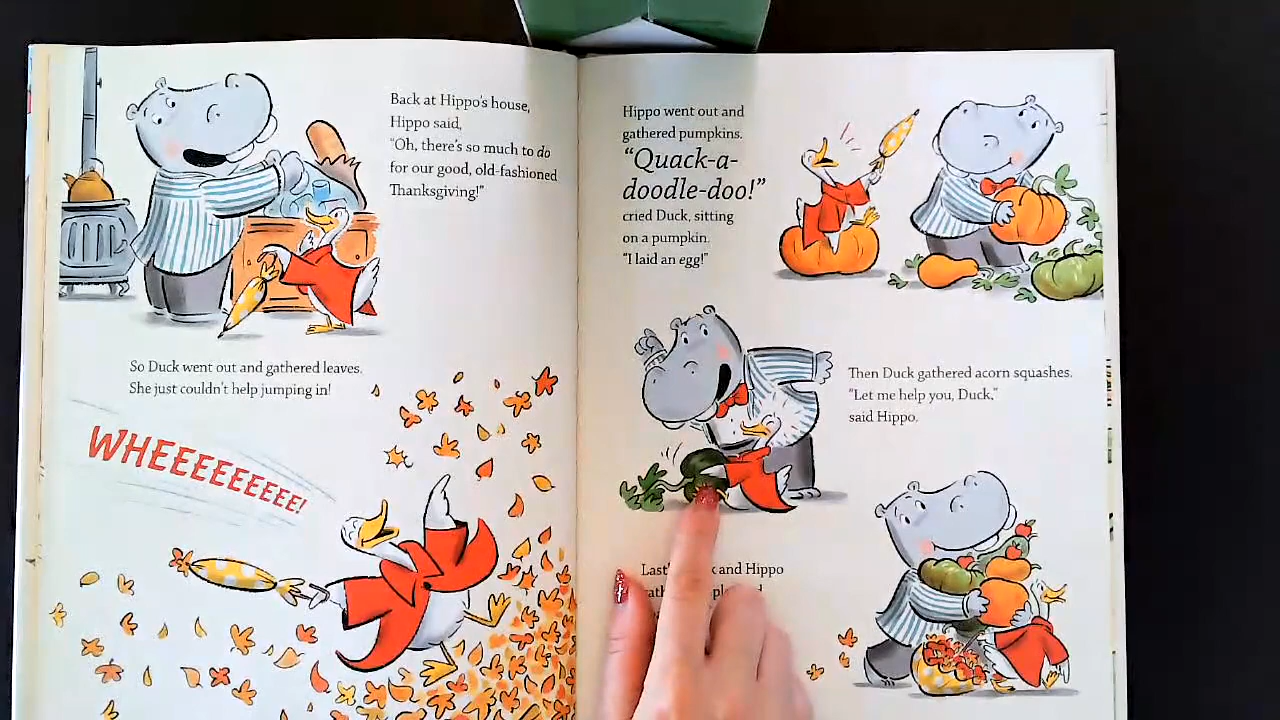 Back at Hippo's house,
Hippo said,
"Oh, there's so much to do
for our good, old-fashioned
Thanksgiving!"
So Duck went out and gathered leaves.
She just couldn't help jumping in!
WHEEEEEEEEE!
Hippo went out and
gathered pumpkins.
"Quack-a-
doodle-doo!"
cried Duck, sitting
on a pumpkin.
"I laid an egg!"
Then Duck gathered acorn squashes.
"Let me help you, Duck,"
said Hippo.
and Hippo